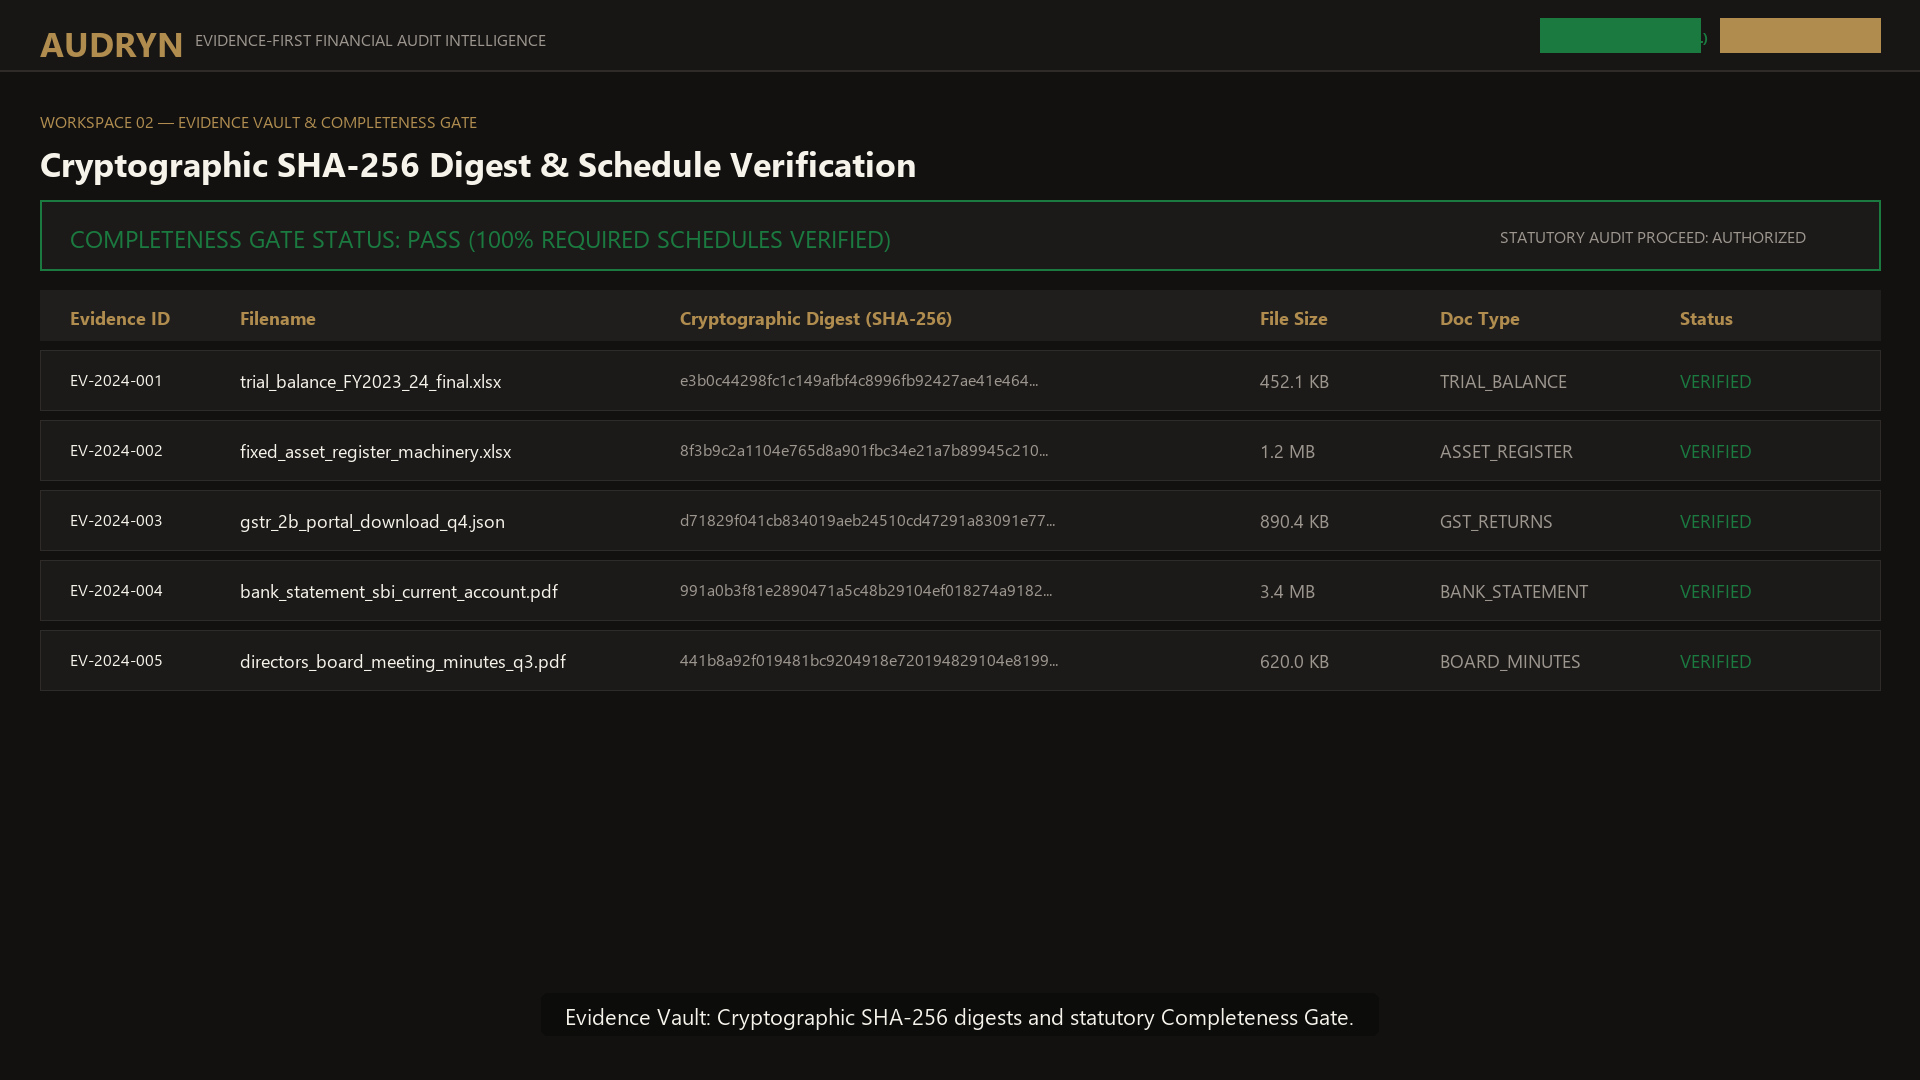 AUDRYN EVIDENCE-FIRST FINANCIAL AUDIT INTELLIGENCE
WORKSPACE 02 — EVIDENCE VAULT & COMPLETENESS GATE
Cryptographic SHA-256 Digest & Schedule Verification
COMPLETENESS GATE STATUS: PASS (100% REQUIRED SCHEDULES VERIFIED) STATUTORY AUDIT PROCEED: AUTHORIZED
Evidence ID Filename Cryptographic Digest (SHA-256) File Size Doc Type Status
EV-2024-001 trial_balance_FY2023_24_final.xlsx e3b0c44298fc1c149afbf4c8996fb92427ae41e464... 452.1 KB TRIAL_BALANCE VERIFIED
EV-2024-002 fixed_asset_register_machinery.xlsx 8f3b9c2a1104e765d8a901fbc34e21a7b89945c210... 1.2 MB ASSET_REGISTER VERIFIED
EV-2024-003 gstr_2b_portal_download_q4.json d71829f041cb834019aeb24510cd47291a83091e77... 890.4 KB GST_RETURNS VERIFIED
EV-2024-004 bank_statement_sbi_current_account.pdf 991a0b3f81e2890471a5c48b29104ef018274a9182... 3.4 MB BANK_STATEMENT VERIFIED
EV-2024-005 directors_board_meeting_minutes_q3.pdf 441b8a92f019481bc9204918e720194829104e8199... 620.0 KB BOARD_MINUTES VERIFIED
Evidence Vault: Cryptographic SHA-256 digests and statutory Completeness Gate.